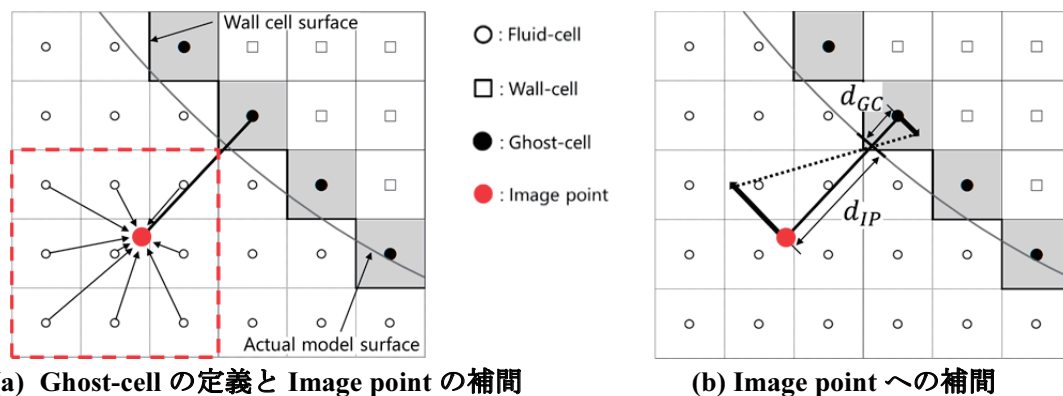 Wall cell surface
Actual model surface
: Fluid-cell
: Wall-cell
: Ghost-cell
: Image point
d_GC
d_IP
a) Ghost-cell の定義と Image point の補間
(b) Image point への補間